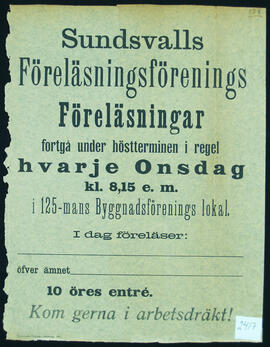 Sundsvalls
Föreläsningsförenings
Föreläsningar
fortgå under höstterminen i regel
hvarje Onsdag
kl. 8,15 e. m.
i 125-mans Byggnadsförenings lokal.
I dag föreläser:
öfver ämnet
10 öres entré.
Kom gerna i arbetsdräkt!
2417